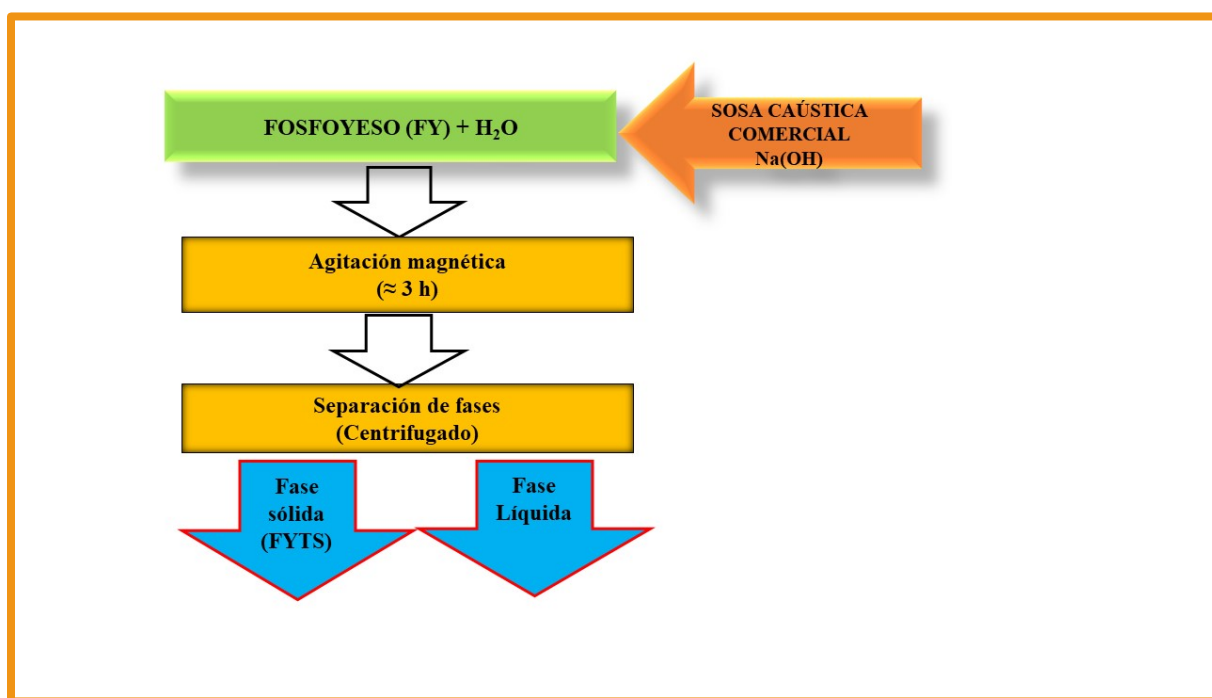 FOSFOYESO (FY) + H₂O
SOSA CAÚSTICA
COMERCIAL
Na(OH)
Agitación magnética
(≈ 3 h)
Separación de fases
(Centrifugado)
Fase
sólida
(FYTS)
Fase
Líquida